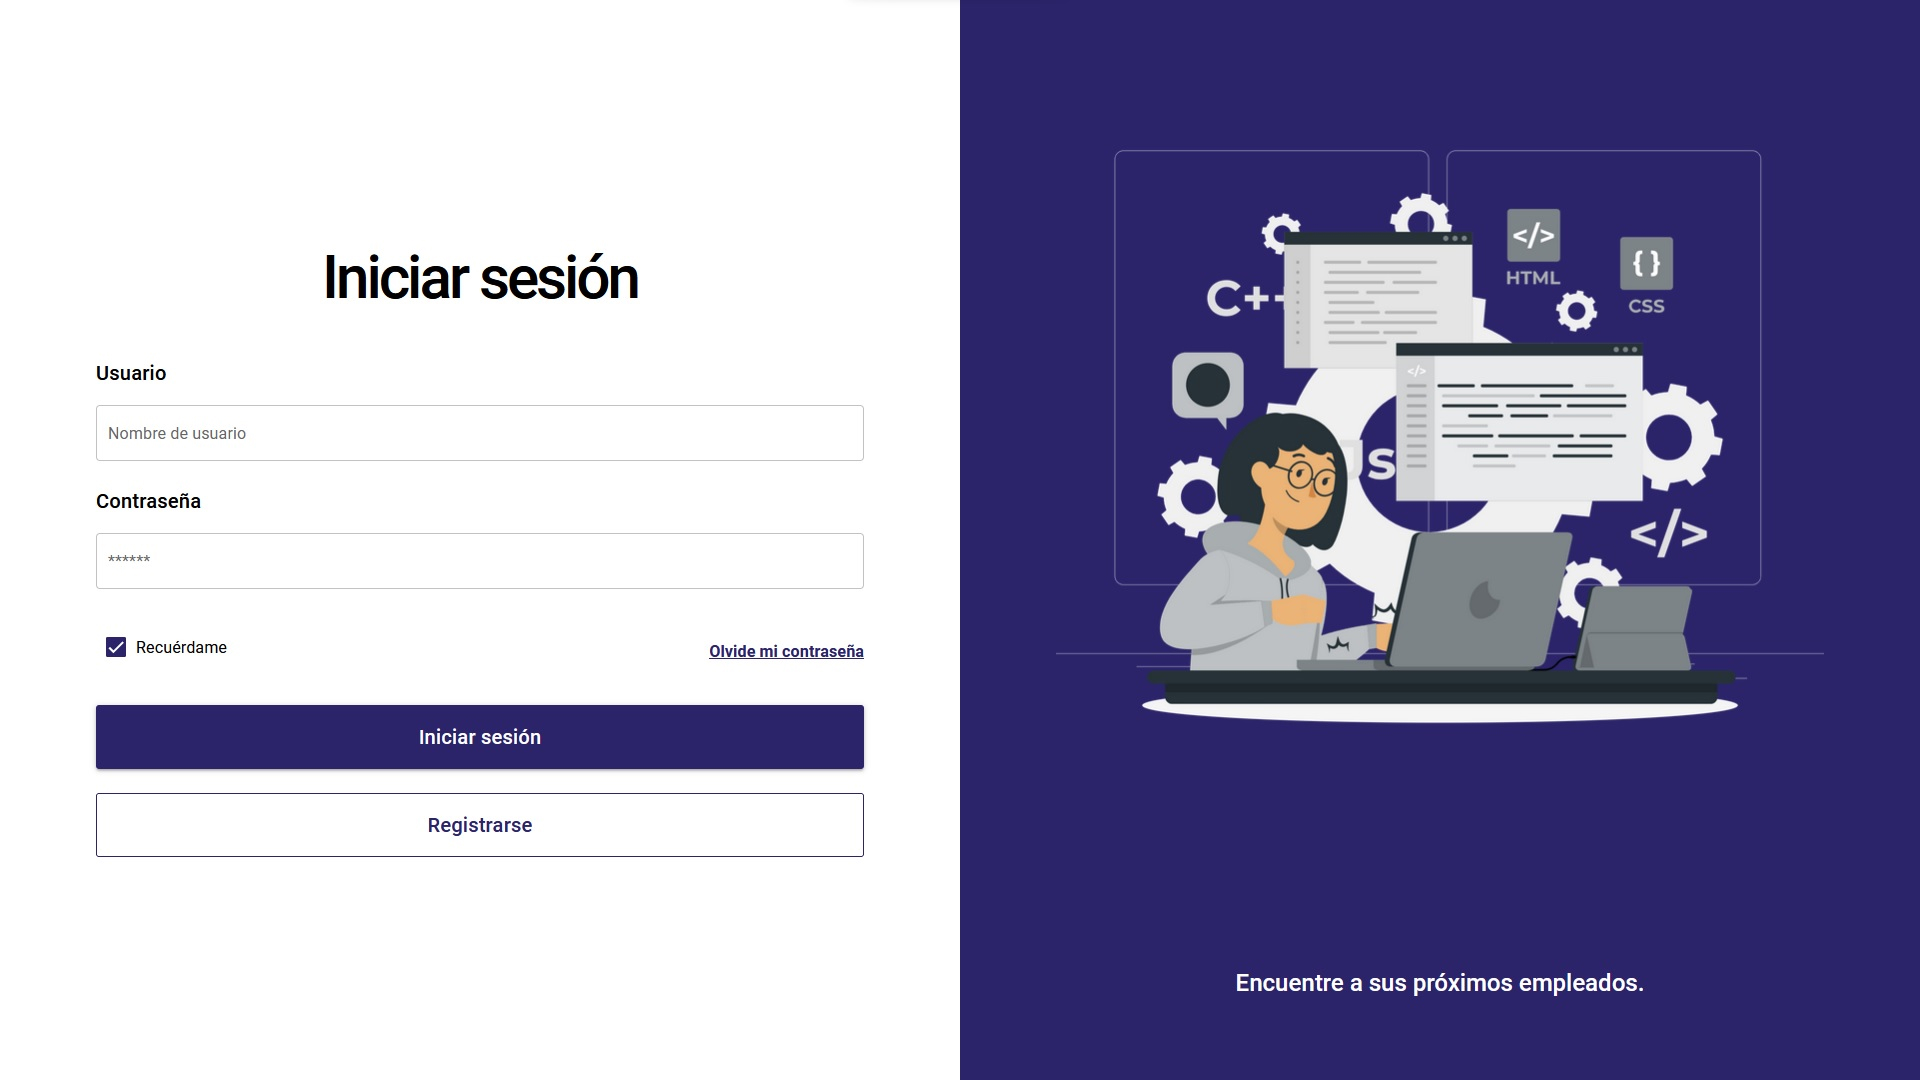 Iniciar sesión
Usuario
Nombre de usuario
Contraseña
******
Recuérdame
Olvide mi contraseña
Iniciar sesión
Registrarse
</>
HTML
{ }
CSS
C++
</>
JS
</>
Encuentre a sus próximos empleados.